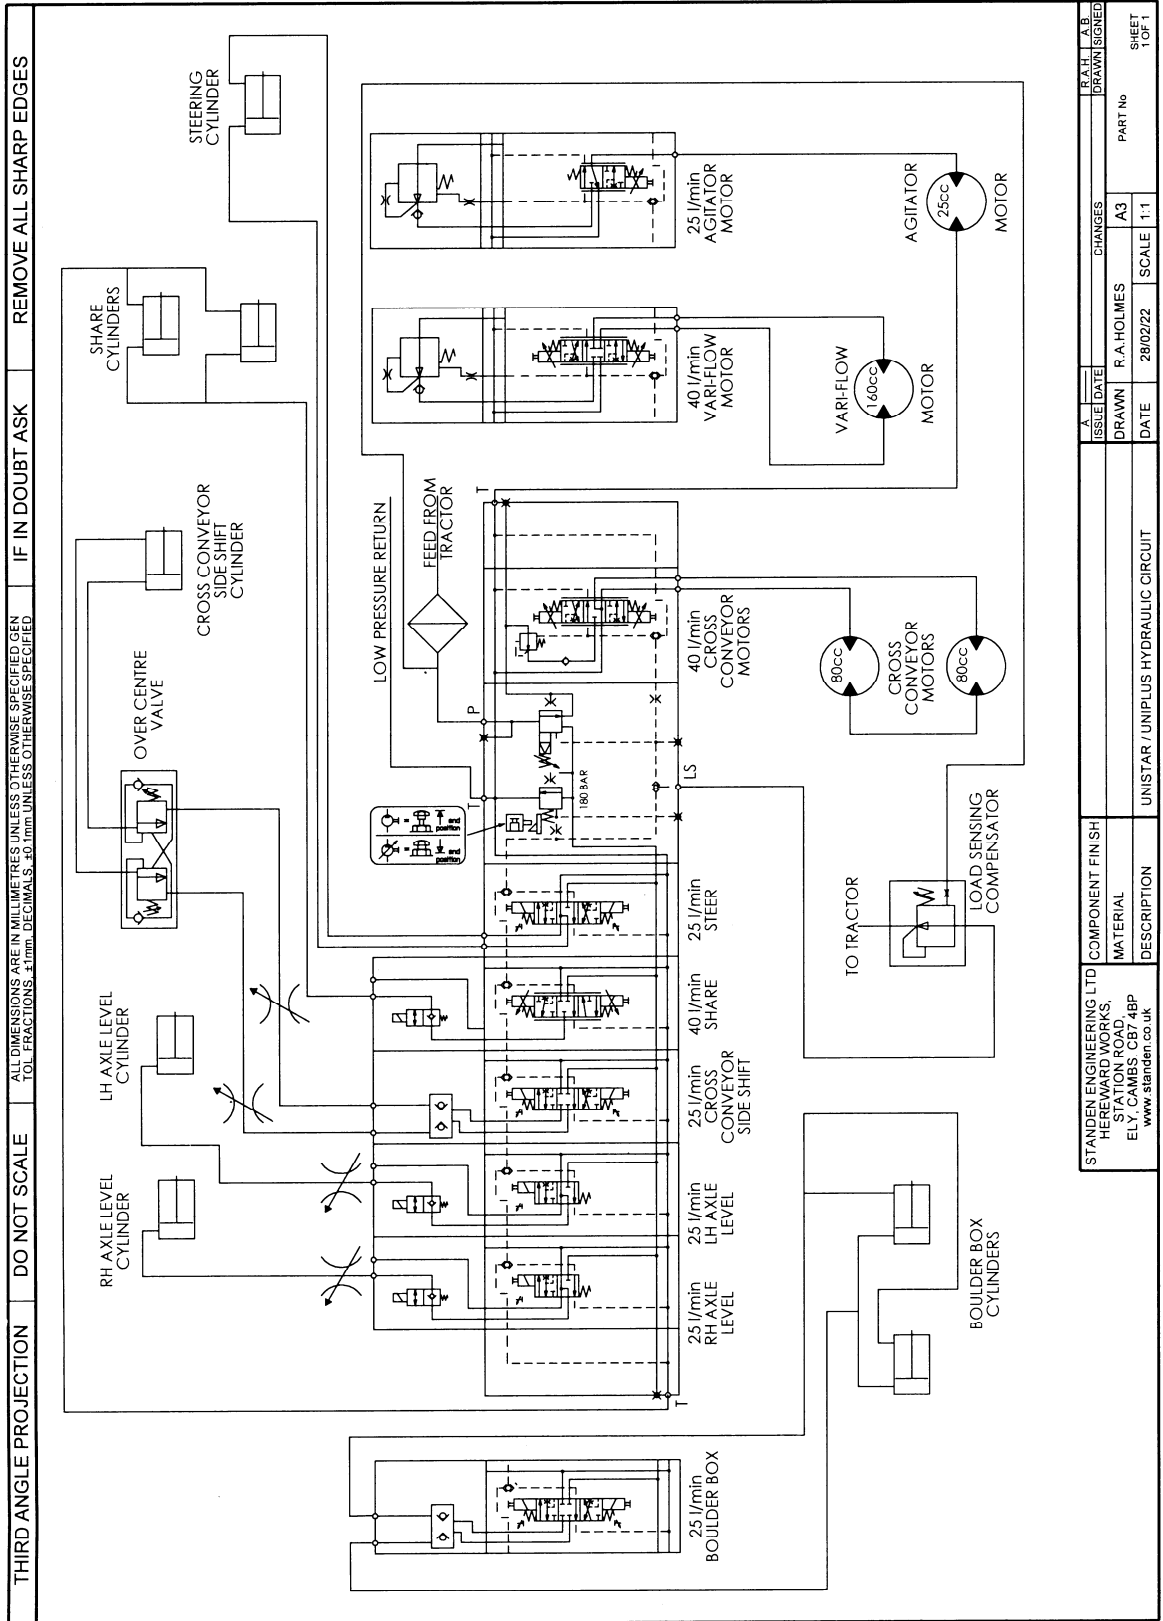 THIRD ANGLE PROJECTION
DO NOT SCALE
ALL DIMENSIONS ARE IN MILLIMETRES UNLESS OTHERWISE SPECIFIED GEN
TOL FRACTIONS, ±1mm, DECIMALS, ±0.1mm UNLESS OTHERWISE SPECIFIED
IF IN DOUBT ASK
REMOVE ALL SHARP EDGES
RH AXLE LEVEL
CYLINDER
LH AXLE LEVEL
CYLINDER
OVER CENTRE
VALVE
CROSS CONVEYOR
SIDE SHIFT
CYLINDER
SHARE
CYLINDERS
STEERING
CYLINDER
LOW PRESSURE RETURN
FEED FROM
TRACTOR
= end
position
= end
position
T
P
T
180 BAR
LS
T
25 l/min
BOULDER BOX
25 l/min
RH AXLE
LEVEL
25 l/min
LH AXLE
LEVEL
25 l/min
CROSS
CONVEYOR
SIDE SHIFT
40 l/min
SHARE
25 l/min
STEER
40 l/min
CROSS
CONVEYOR
MOTORS
40 l/min
VARI-FLOW
MOTOR
25 l/min
AGITATOR
MOTOR
80cc
CROSS
CONVEYOR
MOTORS
80cc
VARI-FLOW
160cc
MOTOR
AGITATOR
25cc
MOTOR
TO TRACTOR
LOAD SENSING
COMPENSATOR
BOULDER BOX
CYLINDERS
STANDEN ENGINEERING LTD
HEREWARD WORKS,
STATION ROAD,
ELY, CAMBS CB7 4BP
www.standen.co.uk
COMPONENT FINISH
MATERIAL
DESCRIPTION
UNISTAR / UNIPLUS HYDRAULIC CIRCUIT
A
ISSUE DATE
CHANGES
R.A.H. A.B.
DRAWN SIGNED
DRAWN R.A.HOLMES A3
DATE 28/02/22 SCALE 1:1
PART No
SHEET
1 OF 1